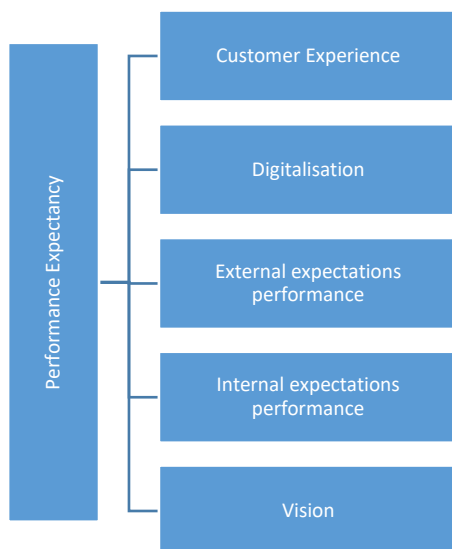 Performance Expectancy
Customer Experience
Digitalisation
External expectations
performance
Internal expectations
performance
Vision